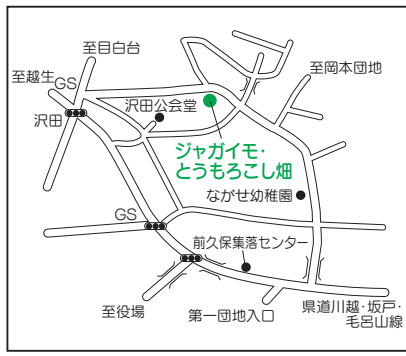 至目白台
至越生
GS
至岡本団地
沢田公会堂
沢田
ジャガイモ・
とうもろこし畑
ながせ幼稚園
GS
前久保集落センター
至役場
第一団地入口
県道川越・坂戸・
毛呂山線